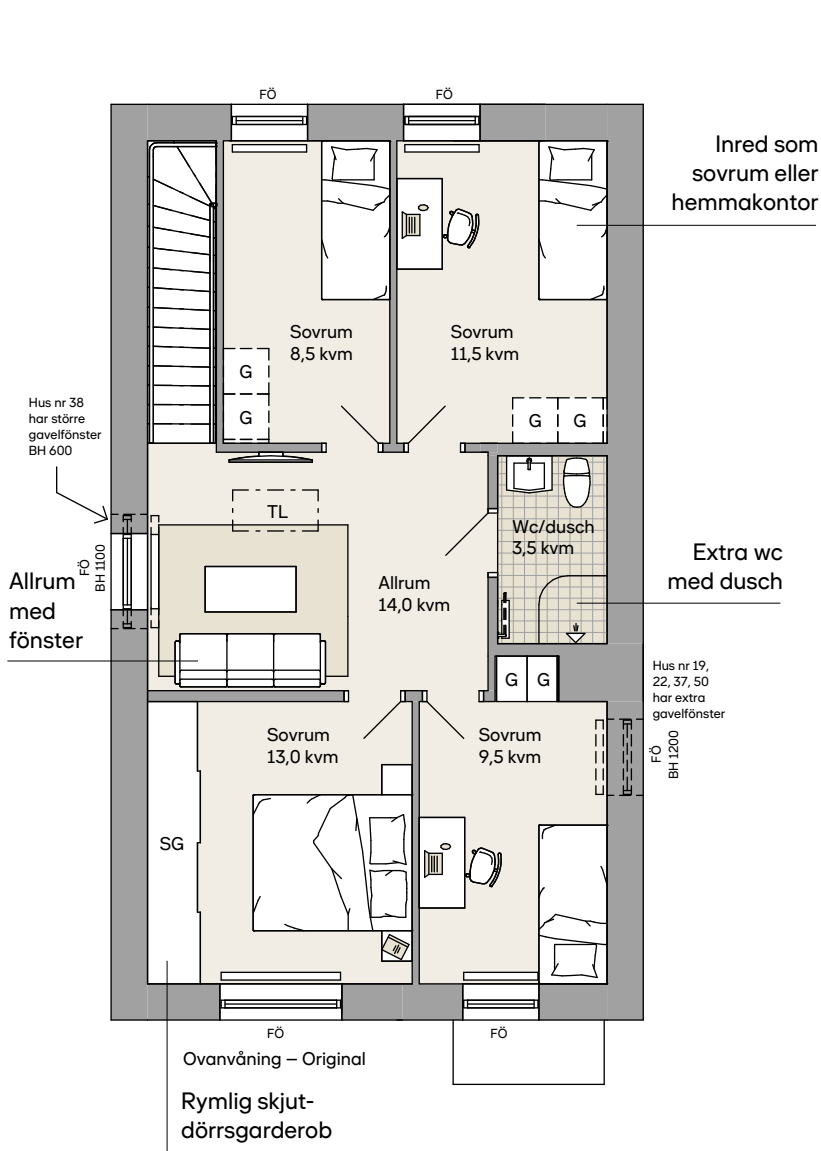 FÖ
FÖ
Inred som
sovrum eller
hemmakontor
Sovrum
8,5 kvm
Sovrum
11,5 kvm
G
G
G G
Hus nr 38
har större
gavelfönster
BH 600
TL
Wc/dusch
3,5 kvm
FÖ
BH 1100
Allrum
med
fönster
Allrum
14,0 kvm
Extra wc
med dusch
G G
Hus nr 19,
22, 37, 50
har extra
gavelfönster
Sovrum
13,0 kvm
Sovrum
9,5 kvm
FÖ
BH 1200
SG
FÖ
FÖ
Ovanvåning – Original
Rymlig skjut-
dörrsgarderob